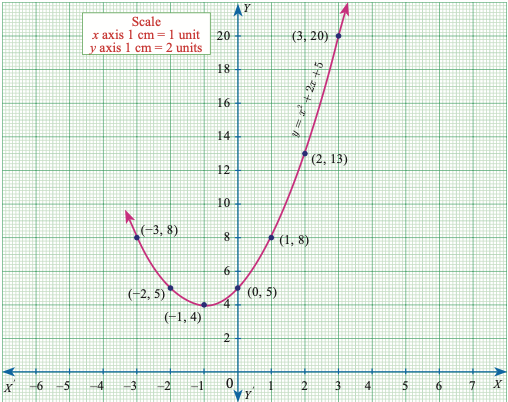 Scale
x axis 1 cm = 1 unit
y axis 1 cm = 2 units
Y
20
(3, 20)
18
y = x² + 2x + 5
16
14
(2, 13)
12
10
(−3, 8)
8
(1, 8)
6
(−2, 5)
(0, 5)
4
(−1, 4)
2
X′ −6 −5 −4 −3 −2 −1 0 1 2 3 4 5 6 7 X
Y′